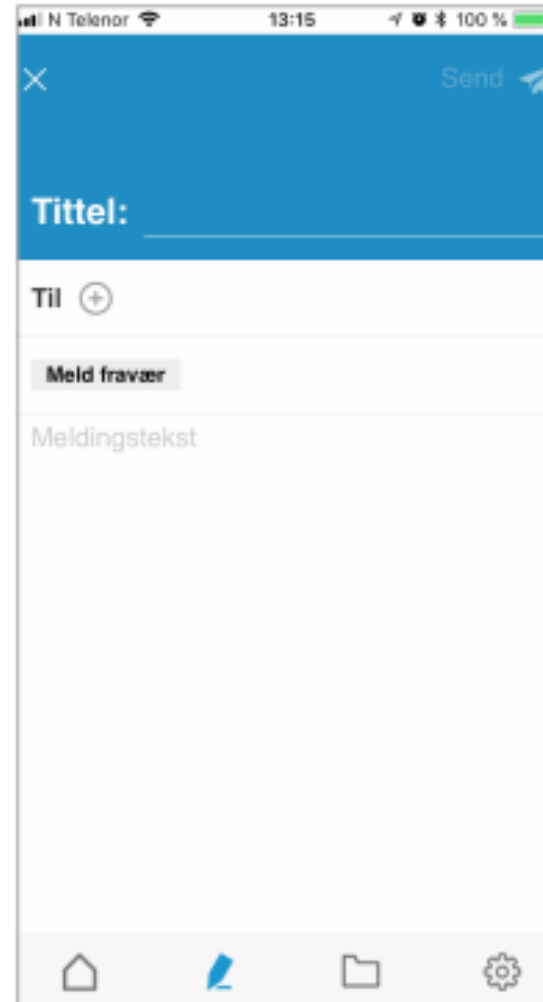 N Telenor 13:15 100 %
Send
Tittel:
Til
Meld fravær
Meldingstekst